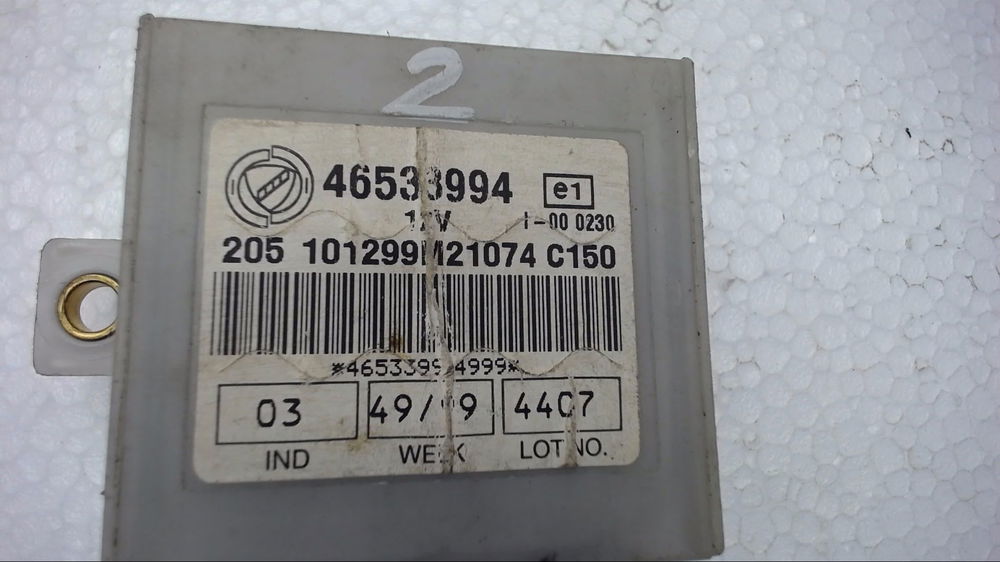 2
46533994 e1
12V I-00 0230
205 101299M21074 C150
*46533994999*
03 49/99 4407
IND WEEK LOT NO.